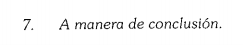 7. A manera de conclusión.